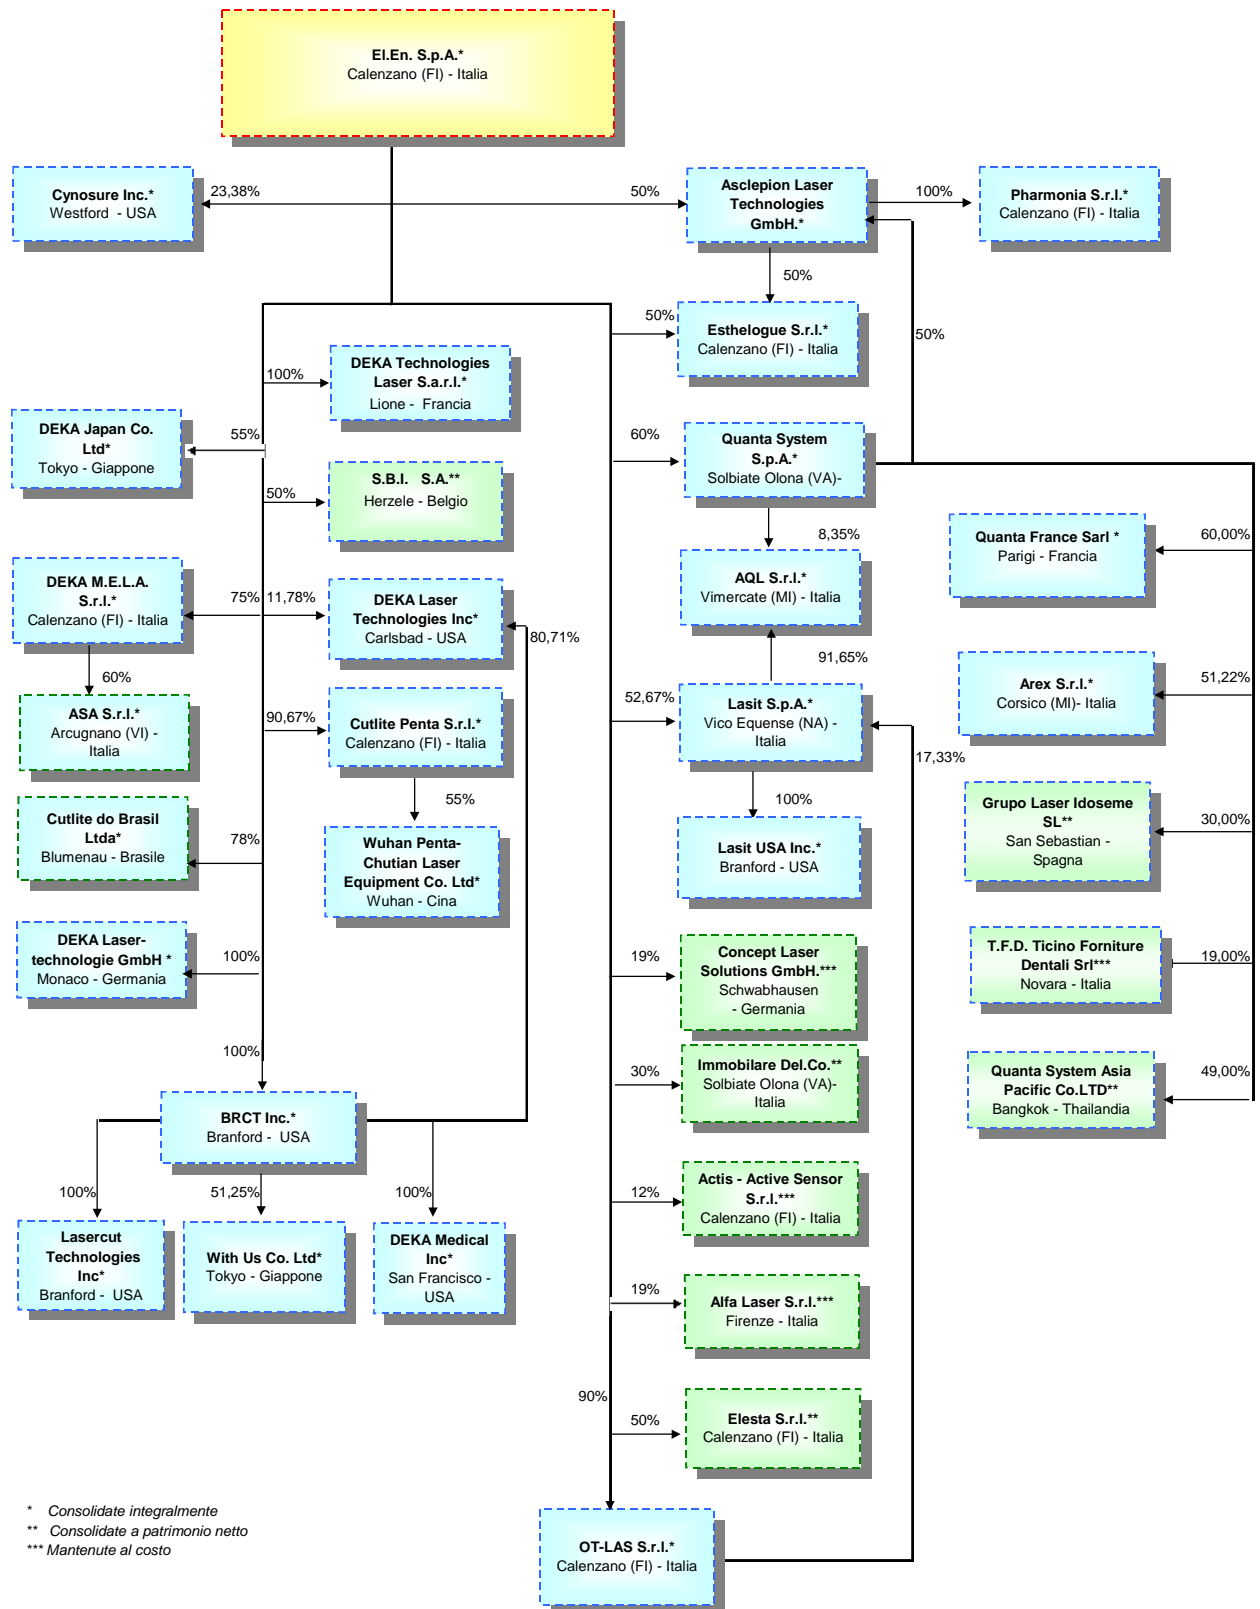 El.En. S.p.A.*
Calenzano (FI) - Italia
Cynosure Inc.*
Westford - USA
23,38%
50%
Asclepion Laser
Technologies
GmbH.*
100%
Pharmonia S.r.l.*
Calenzano (FI) - Italia
50%
50%
Esthelogue S.r.l.*
Calenzano (FI) - Italia
50%
100%
DEKA Technologies
Laser S.a.r.l.*
Lione - Francia
DEKA Japan Co.
Ltd*
Tokyo - Giappone
55%
60%
Quanta System
S.p.A.*
Solbiate Olona (VA)-
50%
S.B.I. S.A.**
Herzele - Belgio
8,35%
Quanta France Sarl *
Parigi - Francia
60,00%
DEKA M.E.L.A.
S.r.l.*
Calenzano (FI) - Italia
75%
11,78%
DEKA Laser
Technologies Inc*
Carlsbad - USA
80,71%
AQL S.r.l.*
Vimercate (MI) - Italia
91,65%
60%
ASA S.r.l.*
Arcugnano (VI) -
Italia
90,67%
Cutlite Penta S.r.l.*
Calenzano (FI) - Italia
52,67%
Lasit S.p.A.*
Vico Equense (NA) -
Italia
17,33%
Arex S.r.l.*
Corsico (MI)- Italia
51,22%
55%
100%
Cutlite do Brasil
Ltda*
Blumenau - Brasile
78%
Wuhan Penta-
Chutian Laser
Equipment Co. Ltd*
Wuhan - Cina
Lasit USA Inc.*
Branford - USA
Grupo Laser Idoseme
SL**
San Sebastian -
Spagna
30,00%
DEKA Laser-
technologie GmbH *
Monaco - Germania
100%
19%
Concept Laser
Solutions GmbH.***
Schwabhausen
- Germania
T.F.D. Ticino Forniture
Dentali Srl***
Novara - Italia
19,00%
100%
30%
Immobilare Del.Co.**
Solbiate Olona (VA)-
Italia
Quanta System Asia
Pacific Co.LTD**
Bangkok - Thailandia
49,00%
BRCT Inc.*
Branford - USA
100%
51,25%
100%
12%
Actis - Active Sensor
S.r.l.***
Calenzano (FI) - Italia
Lasercut
Technologies
Inc*
Branford - USA
With Us Co. Ltd*
Tokyo - Giappone
DEKA Medical
Inc*
San Francisco -
USA
19%
Alfa Laser S.r.l.***
Firenze - Italia
90%
50%
Elesta S.r.l.**
Calenzano (FI) - Italia
* Consolidate integralmente
** Consolidate a patrimonio netto
*** Mantenute al costo
OT-LAS S.r.l.*
Calenzano (FI) - Italia